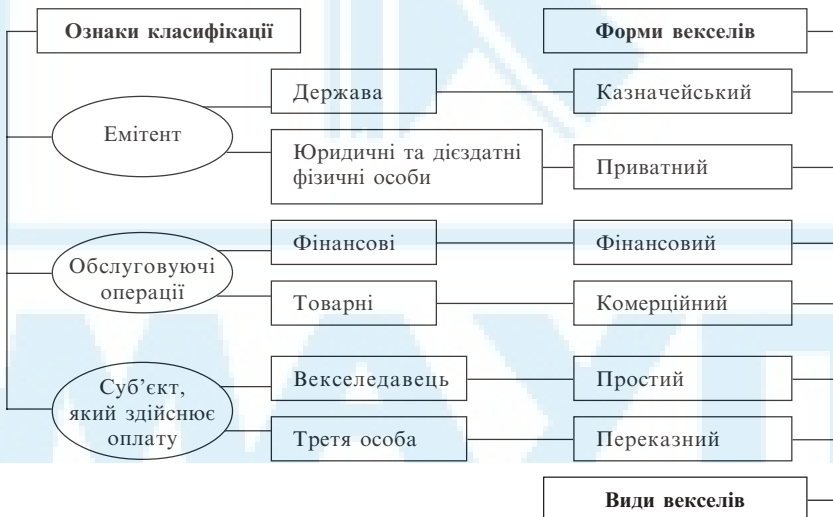 Ознаки класифікації
Форми векселів
Емітент
Держава
Казначейський
Юридичні та дієздатні
фізичні особи
Приватний
Обслуговуючі
операції
Фінансові
Фінансовий
Товарні
Комерційний
Суб’єкт,
який здійснює
оплату
Векселедавець
Простий
Третя особа
Переказний
Види векселів
МАУП